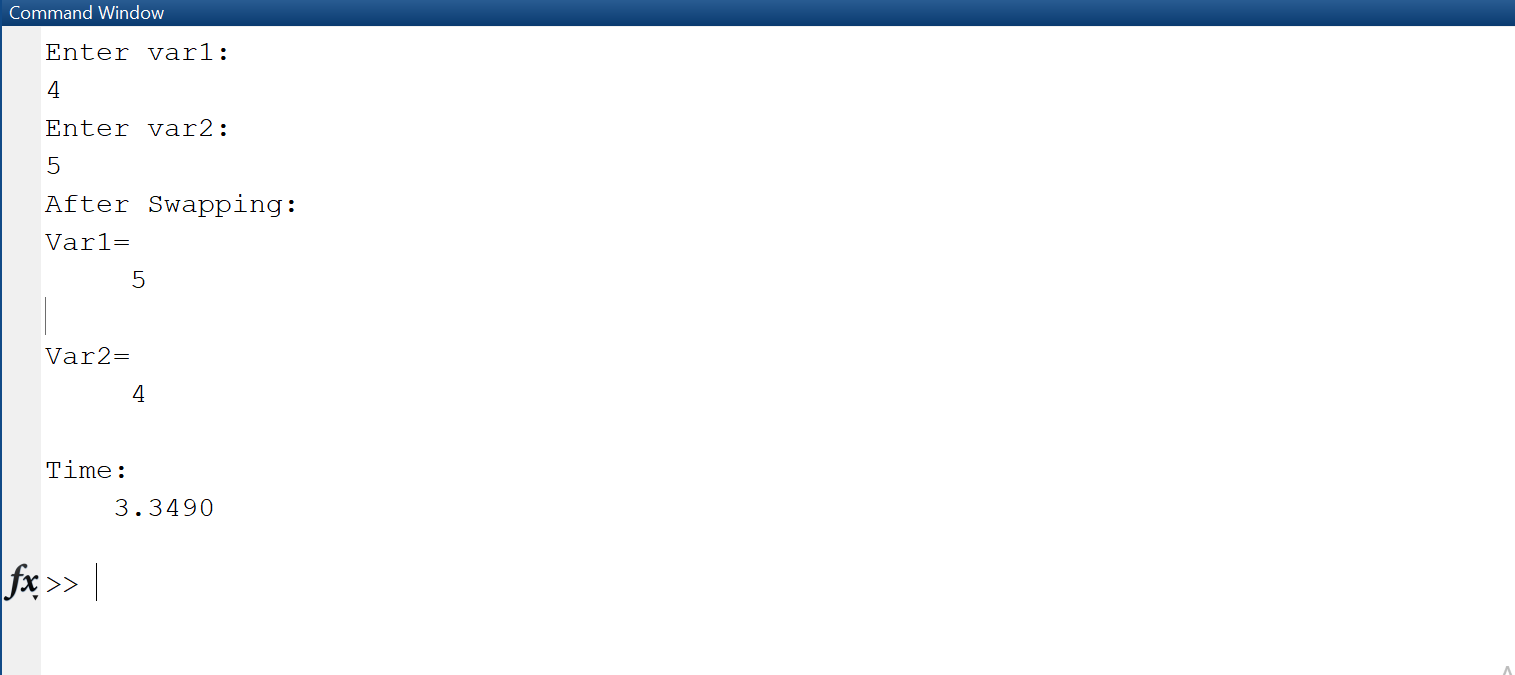 Command Window
Enter var1:
4
Enter var2:
5
After Swapping:
Var1=
5
Var2=
4
Time:
3.3490
fx >>